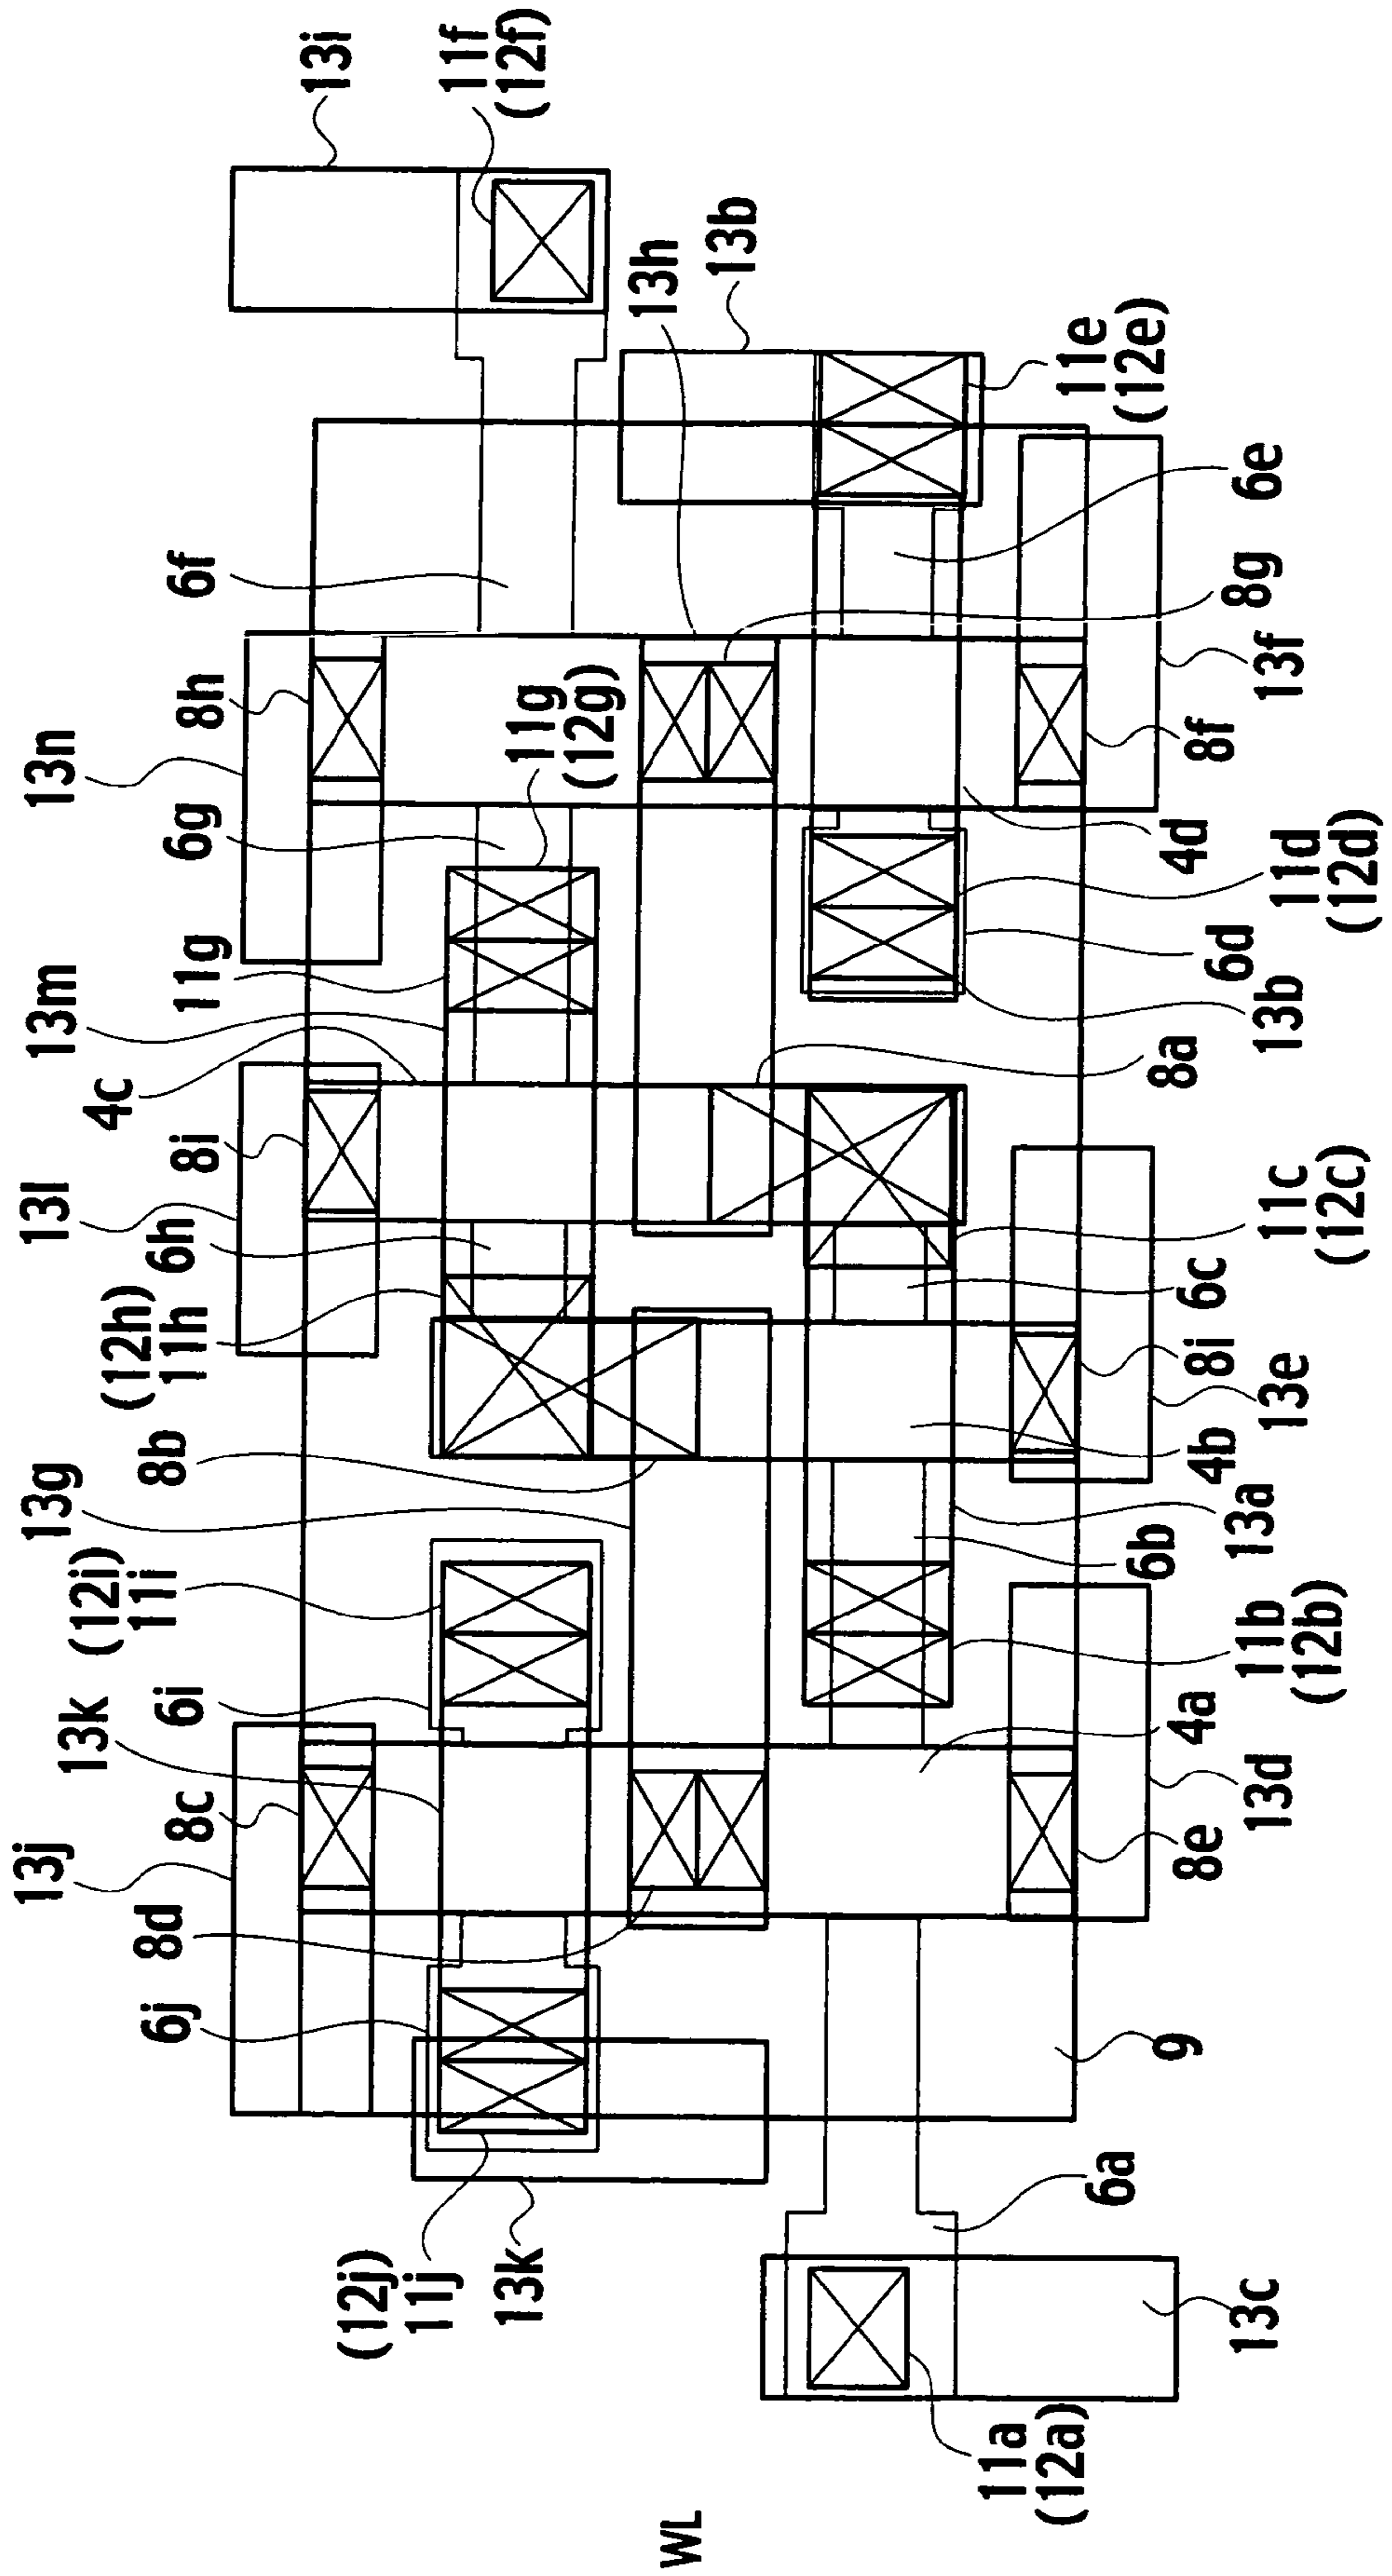 13j
13g
13l
13m
13n
13k
(12i)
11i
(12h)
11h
4c
6j
8d
8c
6i
8b
6h
8i
11g
6g
8h
6f
13i
(12j)
11j
13k
11g
(12g)
11f
(12f)
13h
13b
WL
11a
(12a)
13c
6a
9
8e
13d
4a
11b
(12b)
6b
13a
4b
8i
13e
6c
11c
(12c)
8a
13b
6d
11d
(12d)
4d
8f
13f
8g
6e
11e
(12e)